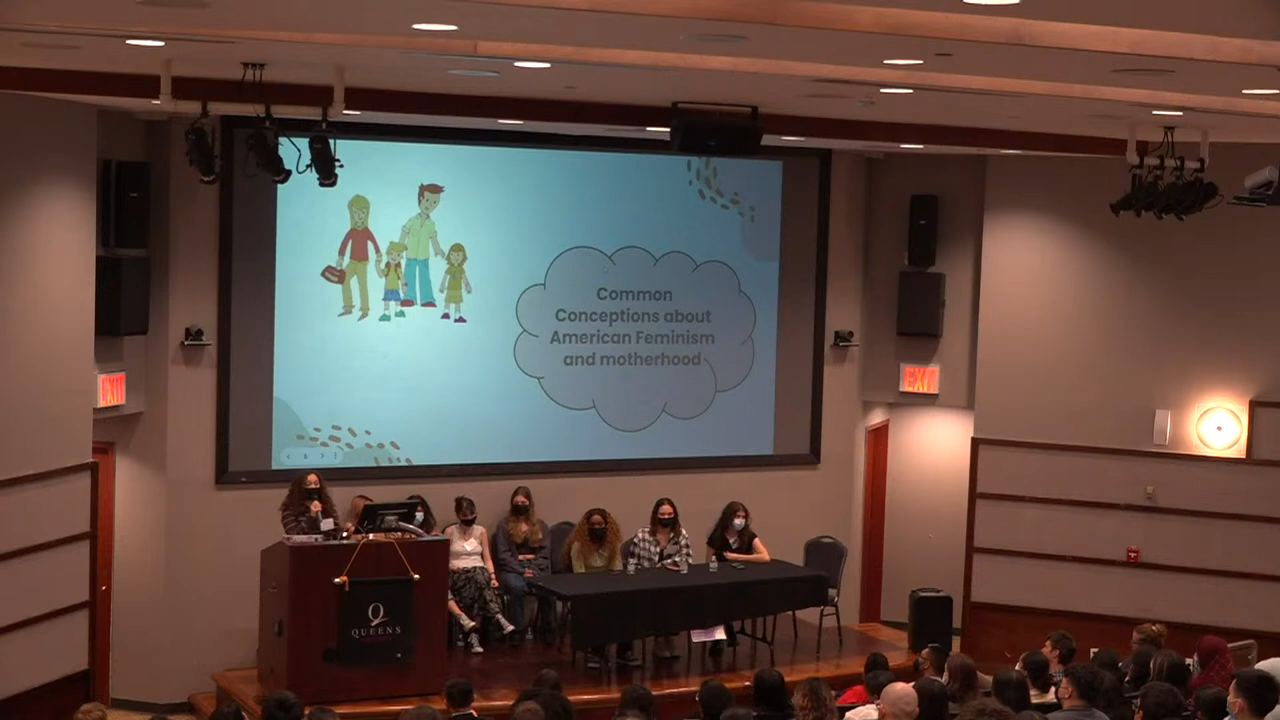 Common
Conceptions about
American Feminism
and motherhood
EXIT
EXIT
Q
QUEENS